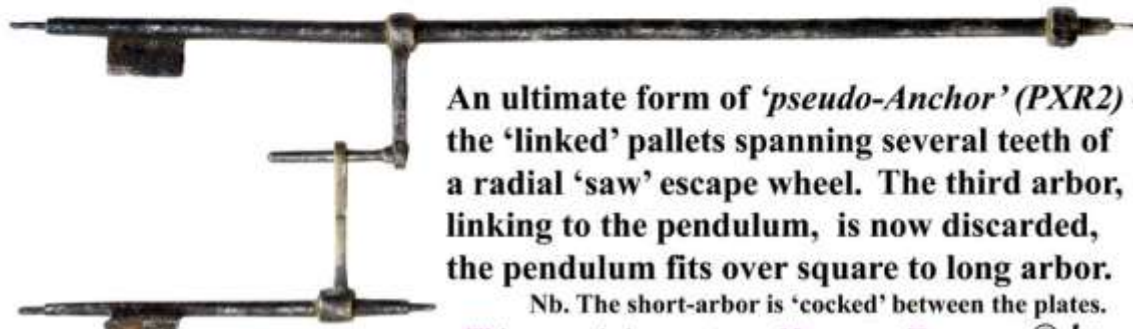 An ultimate form of ‘pseudo-Anchor’ (PXR2)
the ‘linked’ pallets spanning several teeth of
a radial ‘saw’ escape wheel. The third arbor,
linking to the pendulum, is now discarded,
the pendulum fits over square to long arbor.
Nb. The short-arbor is ‘cocked’ between the plates.